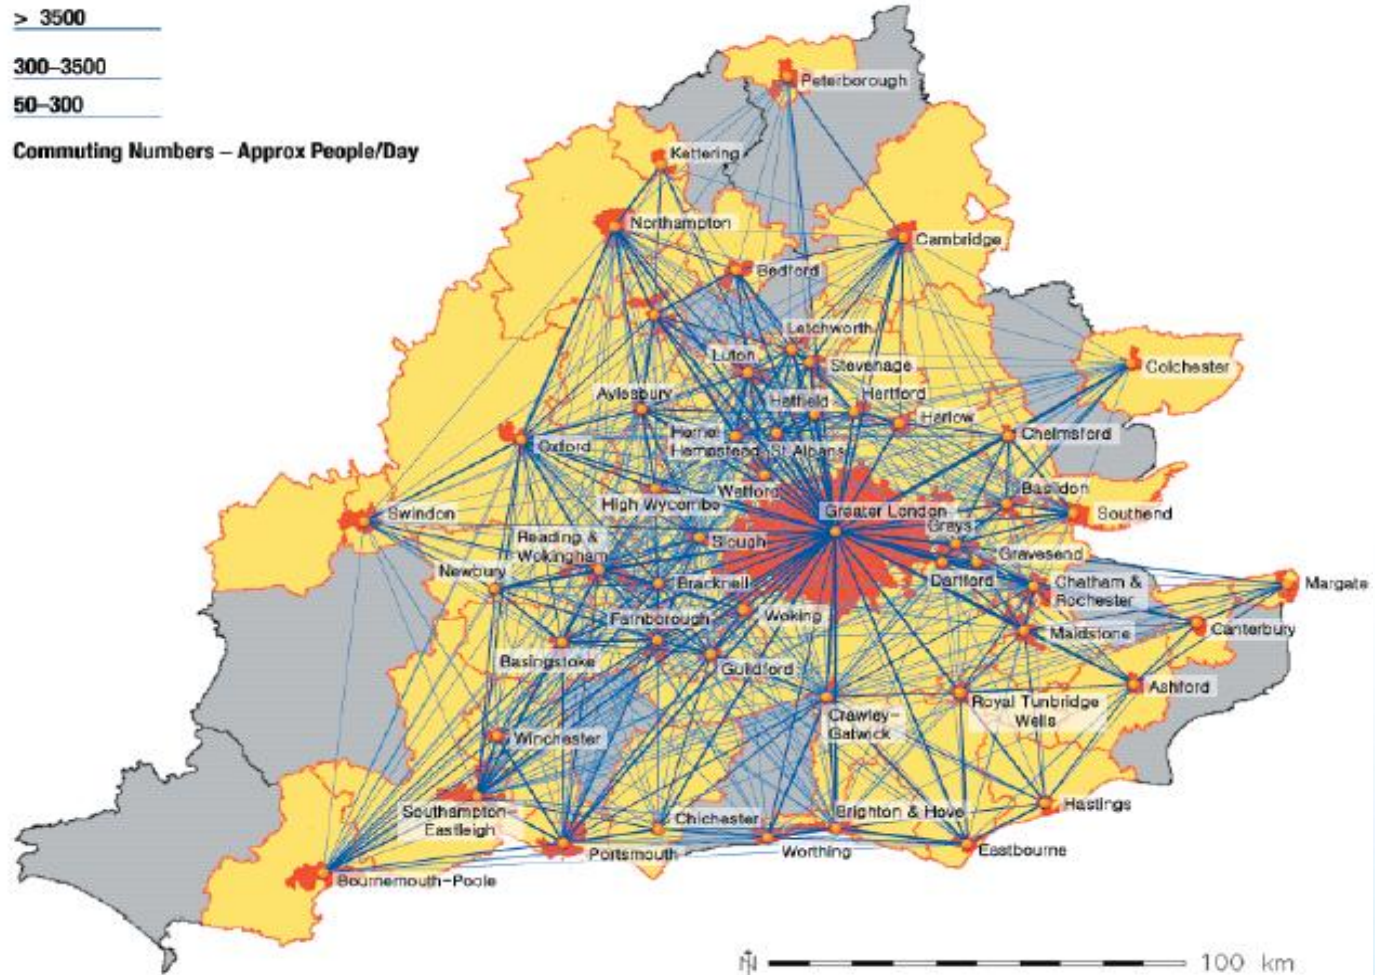 > 3500
300–3500
50–300
Commuting Numbers – Approx People/Day
Peterborough
Kettering
Northampton
Cambridge
Bedford
Letchworth
Luton
Stevenage
Colchester
Aylesbury
Hatfield
Hertford
Harlow
Oxford
Hemel
Hempstead
St Albans
Chelmsford
Watford
High Wycombe
Basildon
Swindon
Greater London
Southend
Grays
Reading &
Wokingham
Slough
Gravesend
Newbury
Bracknell
Dartford
Chatham &
Rochester
Margate
Farnborough
Woking
Maidstone
Canterbury
Basingstoke
Guildford
Ashford
Royal Tunbridge
Wells
Crawley–
Gatwick
Winchester
Southampton–
Eastleigh
Chichester
Brighton & Hove
Hastings
Portsmouth
Worthing
Eastbourne
Bournemouth–Poole
N
100 km